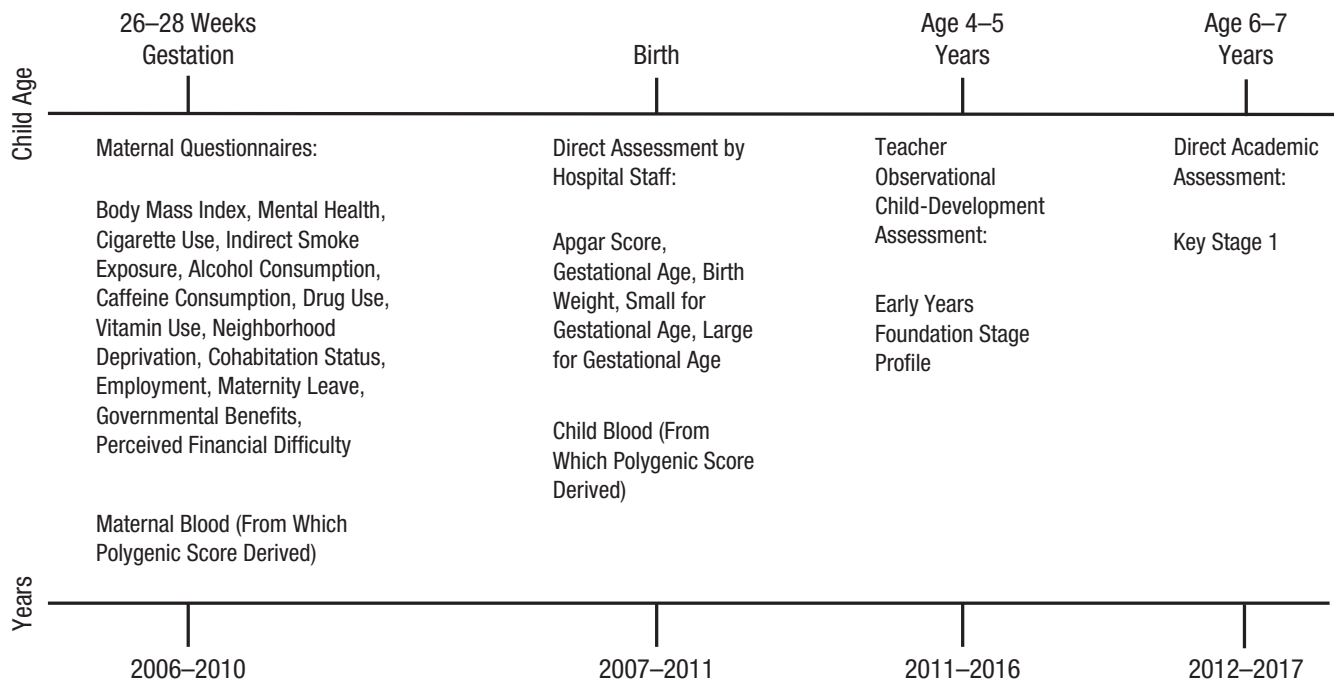 Child Age
26–28 Weeks
Gestation
Birth
Age 4–5
Years
Age 6–7
Years
Maternal Questionnaires:
Body Mass Index, Mental Health,
Cigarette Use, Indirect Smoke
Exposure, Alcohol Consumption,
Caffeine Consumption, Drug Use,
Vitamin Use, Neighborhood
Deprivation, Cohabitation Status,
Employment, Maternity Leave,
Governmental Benefits,
Perceived Financial Difficulty
Maternal Blood (From Which
Polygenic Score Derived)
Direct Assessment by
Hospital Staff:
Apgar Score,
Gestational Age, Birth
Weight, Small for
Gestational Age, Large
for Gestational Age
Child Blood (From
Which Polygenic Score
Derived)
Teacher
Observational
Child-Development
Assessment:
Early Years
Foundation Stage
Profile
Direct Academic
Assessment:
Key Stage 1
Years
2006–2010
2007–2011
2011–2016
2012–2017